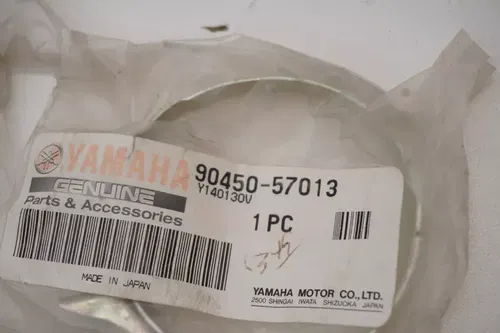 YAMAHA
GENUINE
Parts & Accessories
90450-57013
Y140130V
1 PC
MADE IN JAPAN
YAMAHA MOTOR CO., LTD.
2500 SHINGAI IWATA SHIZUOKA JAPAN